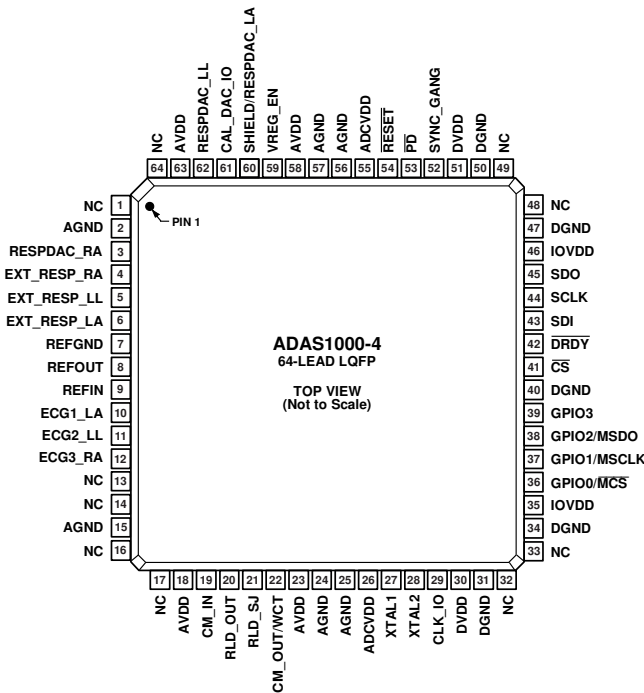 NC
AVDD
RESPDAC_LL
CAL_DAC_IO
SHIELD/RESPDAC_LA
VREG_EN
AVDD
AGND
AGND
ADCVDD
RESET
PD
SYNC_GANG
DVDD
DGND
NC
64 63 62 61 60 59 58 57 56 55 54 53 52 51 50 49
NC 1
AGND 2
RESPDAC_RA 3
EXT_RESP_RA 4
EXT_RESP_LL 5
EXT_RESP_LA 6
REFGND 7
REFOUT 8
REFIN 9
ECG1_LA 10
ECG2_LL 11
ECG3_RA 12
NC 13
NC 14
AGND 15
NC 16
PIN 1
ADAS1000-4
64-LEAD LQFP
TOP VIEW
(Not to Scale)
48 NC
47 DGND
46 IOVDD
45 SDO
44 SCLK
43 SDI
42 DRDY
41 CS
40 DGND
39 GPIO3
38 GPIO2/MSDO
37 GPIO1/MSCLK
36 GPIO0/MCS
35 IOVDD
34 DGND
33 NC
17 18 19 20 21 22 23 24 25 26 27 28 29 30 31 32
NC
AVDD
CM_IN
RLD_OUT
RLD_SJ
CM_OUT/WCT
AVDD
AGND
AGND
ADCVDD
XTAL1
XTAL2
CLK_IO
DVDD
DGND
NC